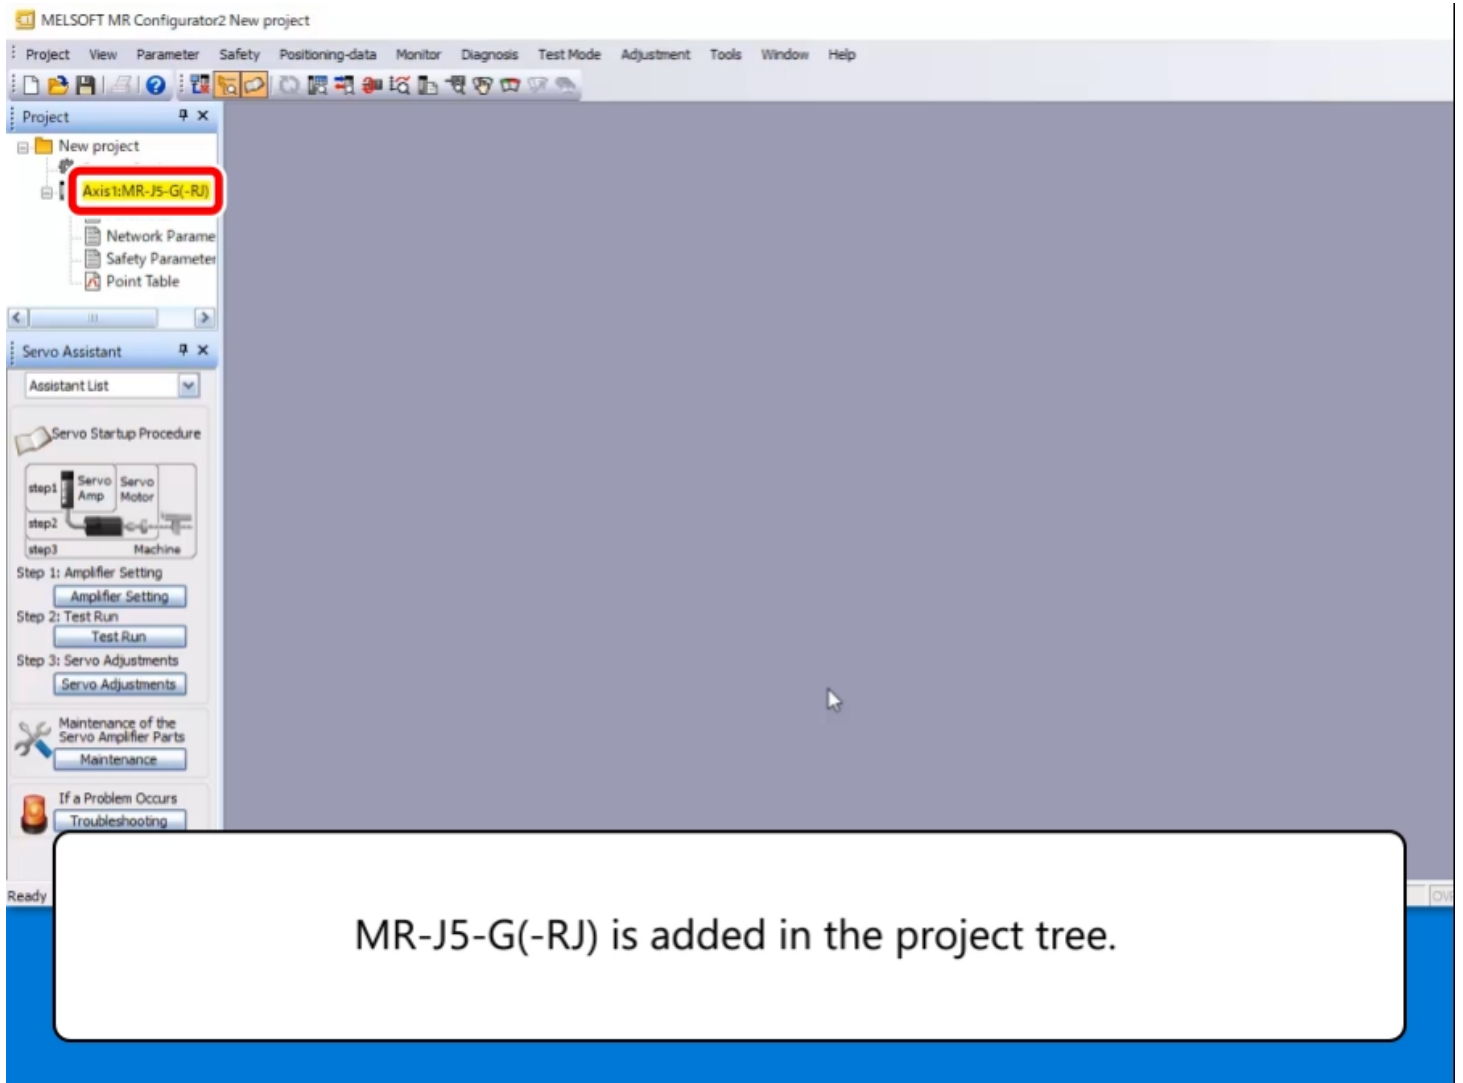 MELSOFT MR Configurator2 New project
Project View Parameter Safety Positioning-data Monitor Diagnosis Test Mode Adjustment Tools Window Help
Project
New project
Axis1:MR-J5-G(-RJ)
Network Parame
Safety Parameter
Point Table
Servo Assistant
Assistant List
Servo Startup Procedure
step1 Servo Amp Servo Motor
step2
step3 Machine
Step 1: Amplifier Setting
Amplifier Setting
Step 2: Test Run
Test Run
Step 3: Servo Adjustments
Servo Adjustments
Maintenance of the
Servo Amplifier Parts
Maintenance
If a Problem Occurs
Troubleshooting
Ready
MR-J5-G(-RJ) is added in the project tree.